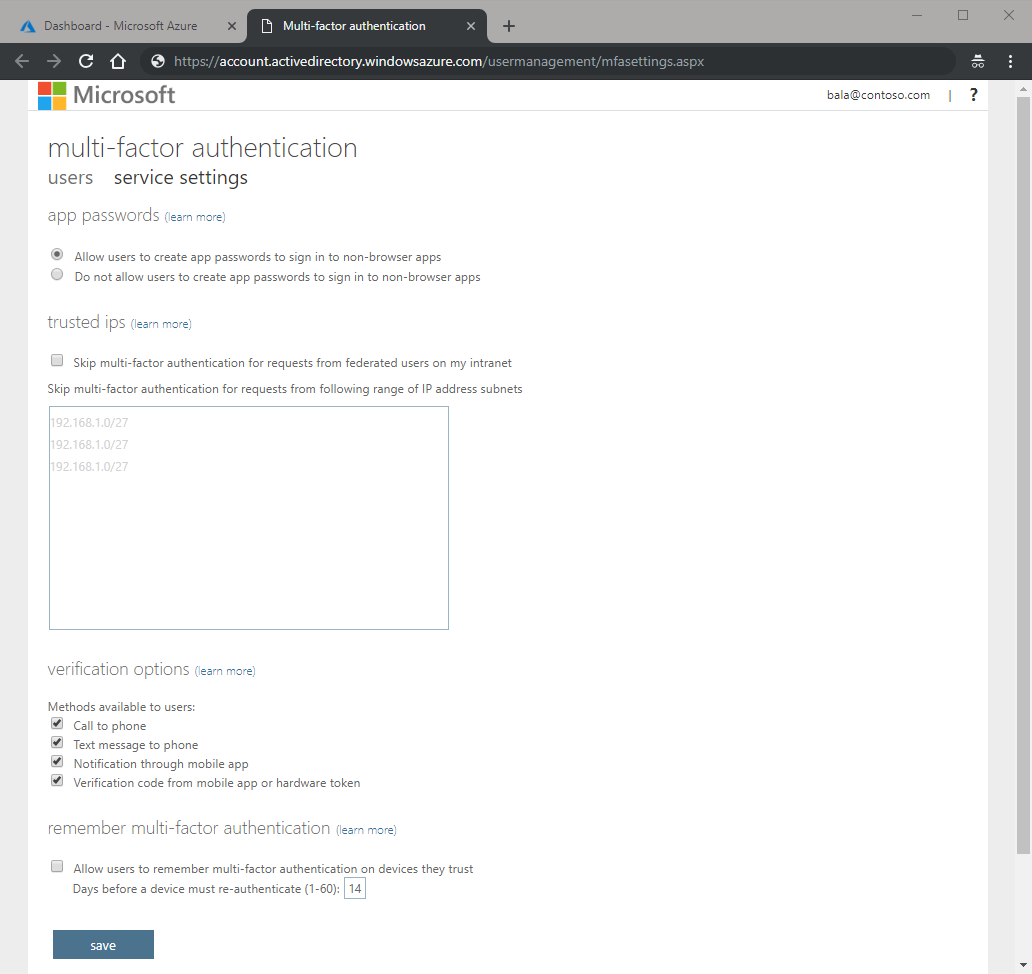 Dashboard - Microsoft Azure
Multi-factor authentication
https://account.activedirectory.windowsazure.com/usermanagement/mfasettings.aspx
Microsoft
bala@contoso.com | ?
multi-factor authentication
users service settings
app passwords (learn more)
Allow users to create app passwords to sign in to non-browser apps
Do not allow users to create app passwords to sign in to non-browser apps
trusted ips (learn more)
Skip multi-factor authentication for requests from federated users on my intranet
Skip multi-factor authentication for requests from following range of IP address subnets
192.168.1.0/27
192.168.1.0/27
192.168.1.0/27
verification options (learn more)
Methods available to users:
Call to phone
Text message to phone
Notification through mobile app
Verification code from mobile app or hardware token
remember multi-factor authentication (learn more)
Allow users to remember multi-factor authentication on devices they trust
Days before a device must re-authenticate (1-60): 14
save